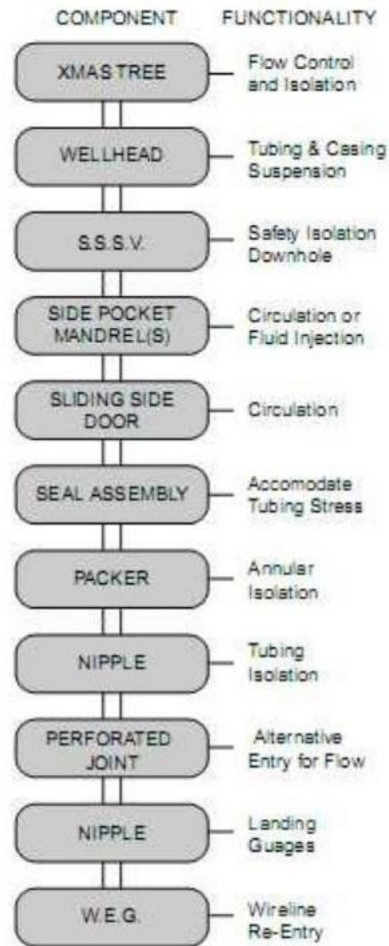 COMPONENT FUNCTIONALITY
XMAS TREE
Flow Control
and Isolation
WELLHEAD
Tubing & Casing
Suspension
S.S.S.V.
Safety Isolation
Downhole
SIDE POCKET
MANDREL(S)
Circulation or
Fluid Injection
SLIDING SIDE
DOOR
Circulation
SEAL ASSEMBLY
Accomodate
Tubing Stress
PACKER
Annular
Isolation
NIPPLE
Tubing
Isolation
PERFORATED
JOINT
Alternative
Entry for Flow
NIPPLE
Landing
Guages
W.E.G.
Wireline
Re-Entry